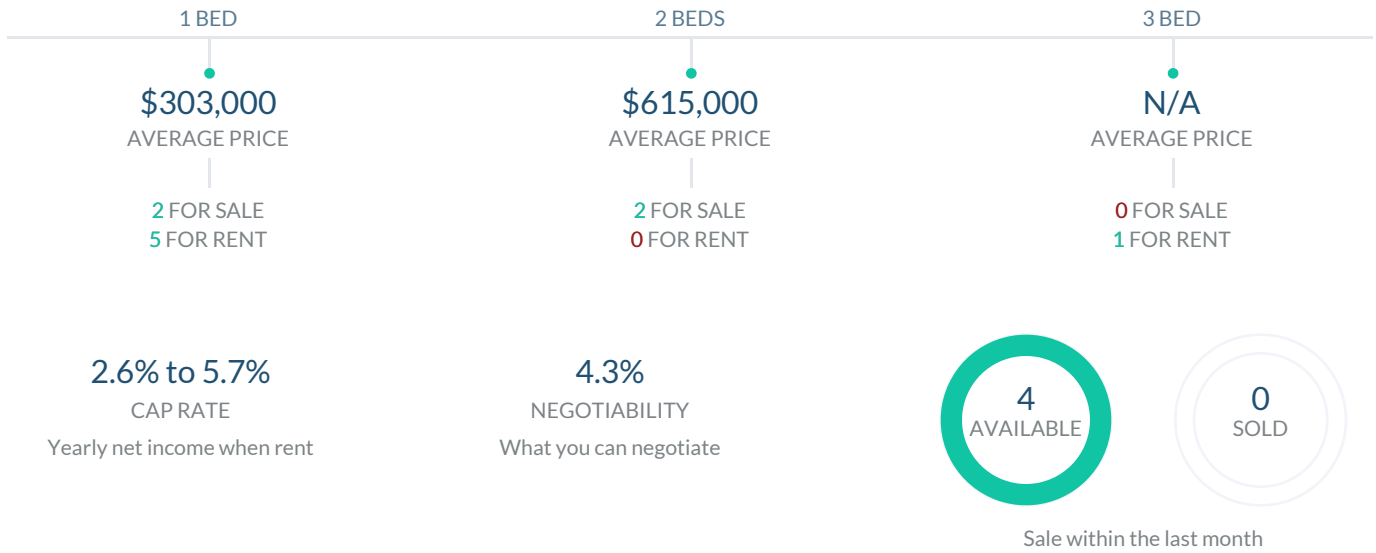 1 BED
$303,000
AVERAGE PRICE
2 FOR SALE
5 FOR RENT
2 BEDS
$615,000
AVERAGE PRICE
2 FOR SALE
0 FOR RENT
3 BED
N/A
AVERAGE PRICE
0 FOR SALE
1 FOR RENT
2.6% to 5.7%
CAP RATE
Yearly net income when rent
4.3%
NEGOTIABILITY
What you can negotiate
4
AVAILABLE
0
SOLD
Sale within the last month